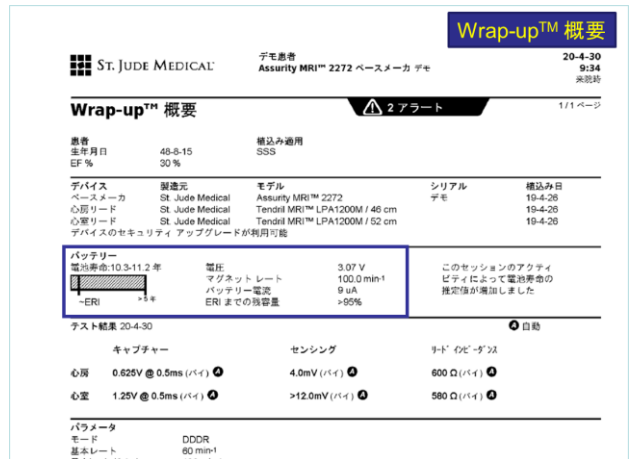 Wrap-up™ 概要
ST. JUDE MEDICAL
デモ患者
Assurity MRI™ 2272 ペースメーカ デモ
20-4-30
9:34
来院時
Wrap-up™ 概要
2 アラート
1/1 ページ
患者
生年月日 48-8-15
EF % 30 %
植込み適用
SSS
デバイス 製造元 モデル シリアル 植込み日
ペースメーカ St. Jude Medical Assurity MRI™ 2272 デモ 19-4-26
心房リード St. Jude Medical Tendril MRI™ LPA1200M / 46 cm 19-4-26
心室リード St. Jude Medical Tendril MRI™ LPA1200M / 52 cm 19-4-26
デバイスのセキュリティ アップグレードが利用可能
バッテリー
電池寿命:10.3-11.2 年
~ERI >5 年
電圧 3.07 V
マグネット レート 100.0 min-1
バッテリー電流 9 uA
ERI までの残容量 >95%
このセッションのアクティ
ビティによって電池寿命の
推定値が増加しました
テスト結果 20-4-30
A 自動
キャプチャー センシング リード インピーダンス
心房 0.625V @ 0.5ms (バイ) A 4.0mV (バイ) A 600 Ω (バイ) A
心室 1.25V @ 0.5ms (バイ) A >12.0mV (バイ) A 580 Ω (バイ) A
パラメータ
モード DDDR
基本レート 60 min-1